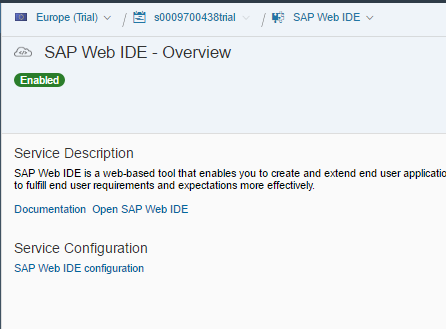 Europe (Trial) / s0009700438trial / SAP Web IDE
SAP Web IDE - Overview
Enabled
Service Description
SAP Web IDE is a web-based tool that enables you to create and extend end user applicatio
to fulfill end user requirements and expectations more effectively.
Documentation Open SAP Web IDE
Service Configuration
SAP Web IDE configuration